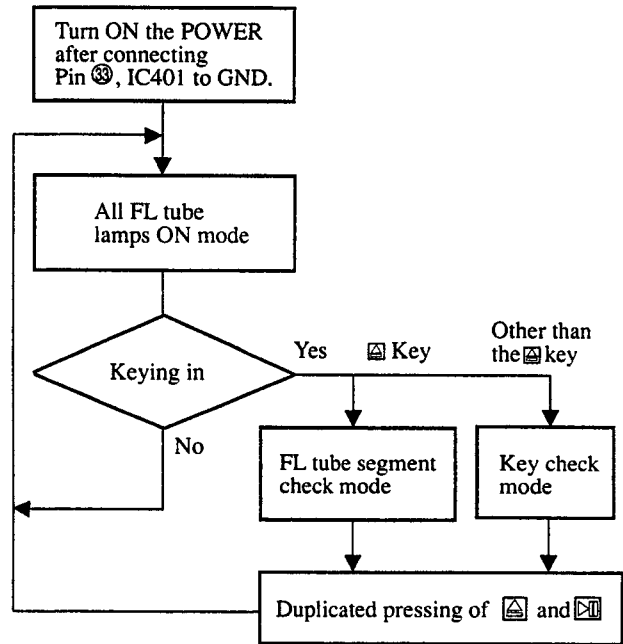 Turn ON the POWER
after connecting
Pin ㉝, IC401 to GND.
All FL tube
lamps ON mode
Keying in
Yes
⏏ Key
Other than
the ⏏ key
No
FL tube segment
check mode
Key check
mode
Duplicated pressing of ⏏ and ⏯